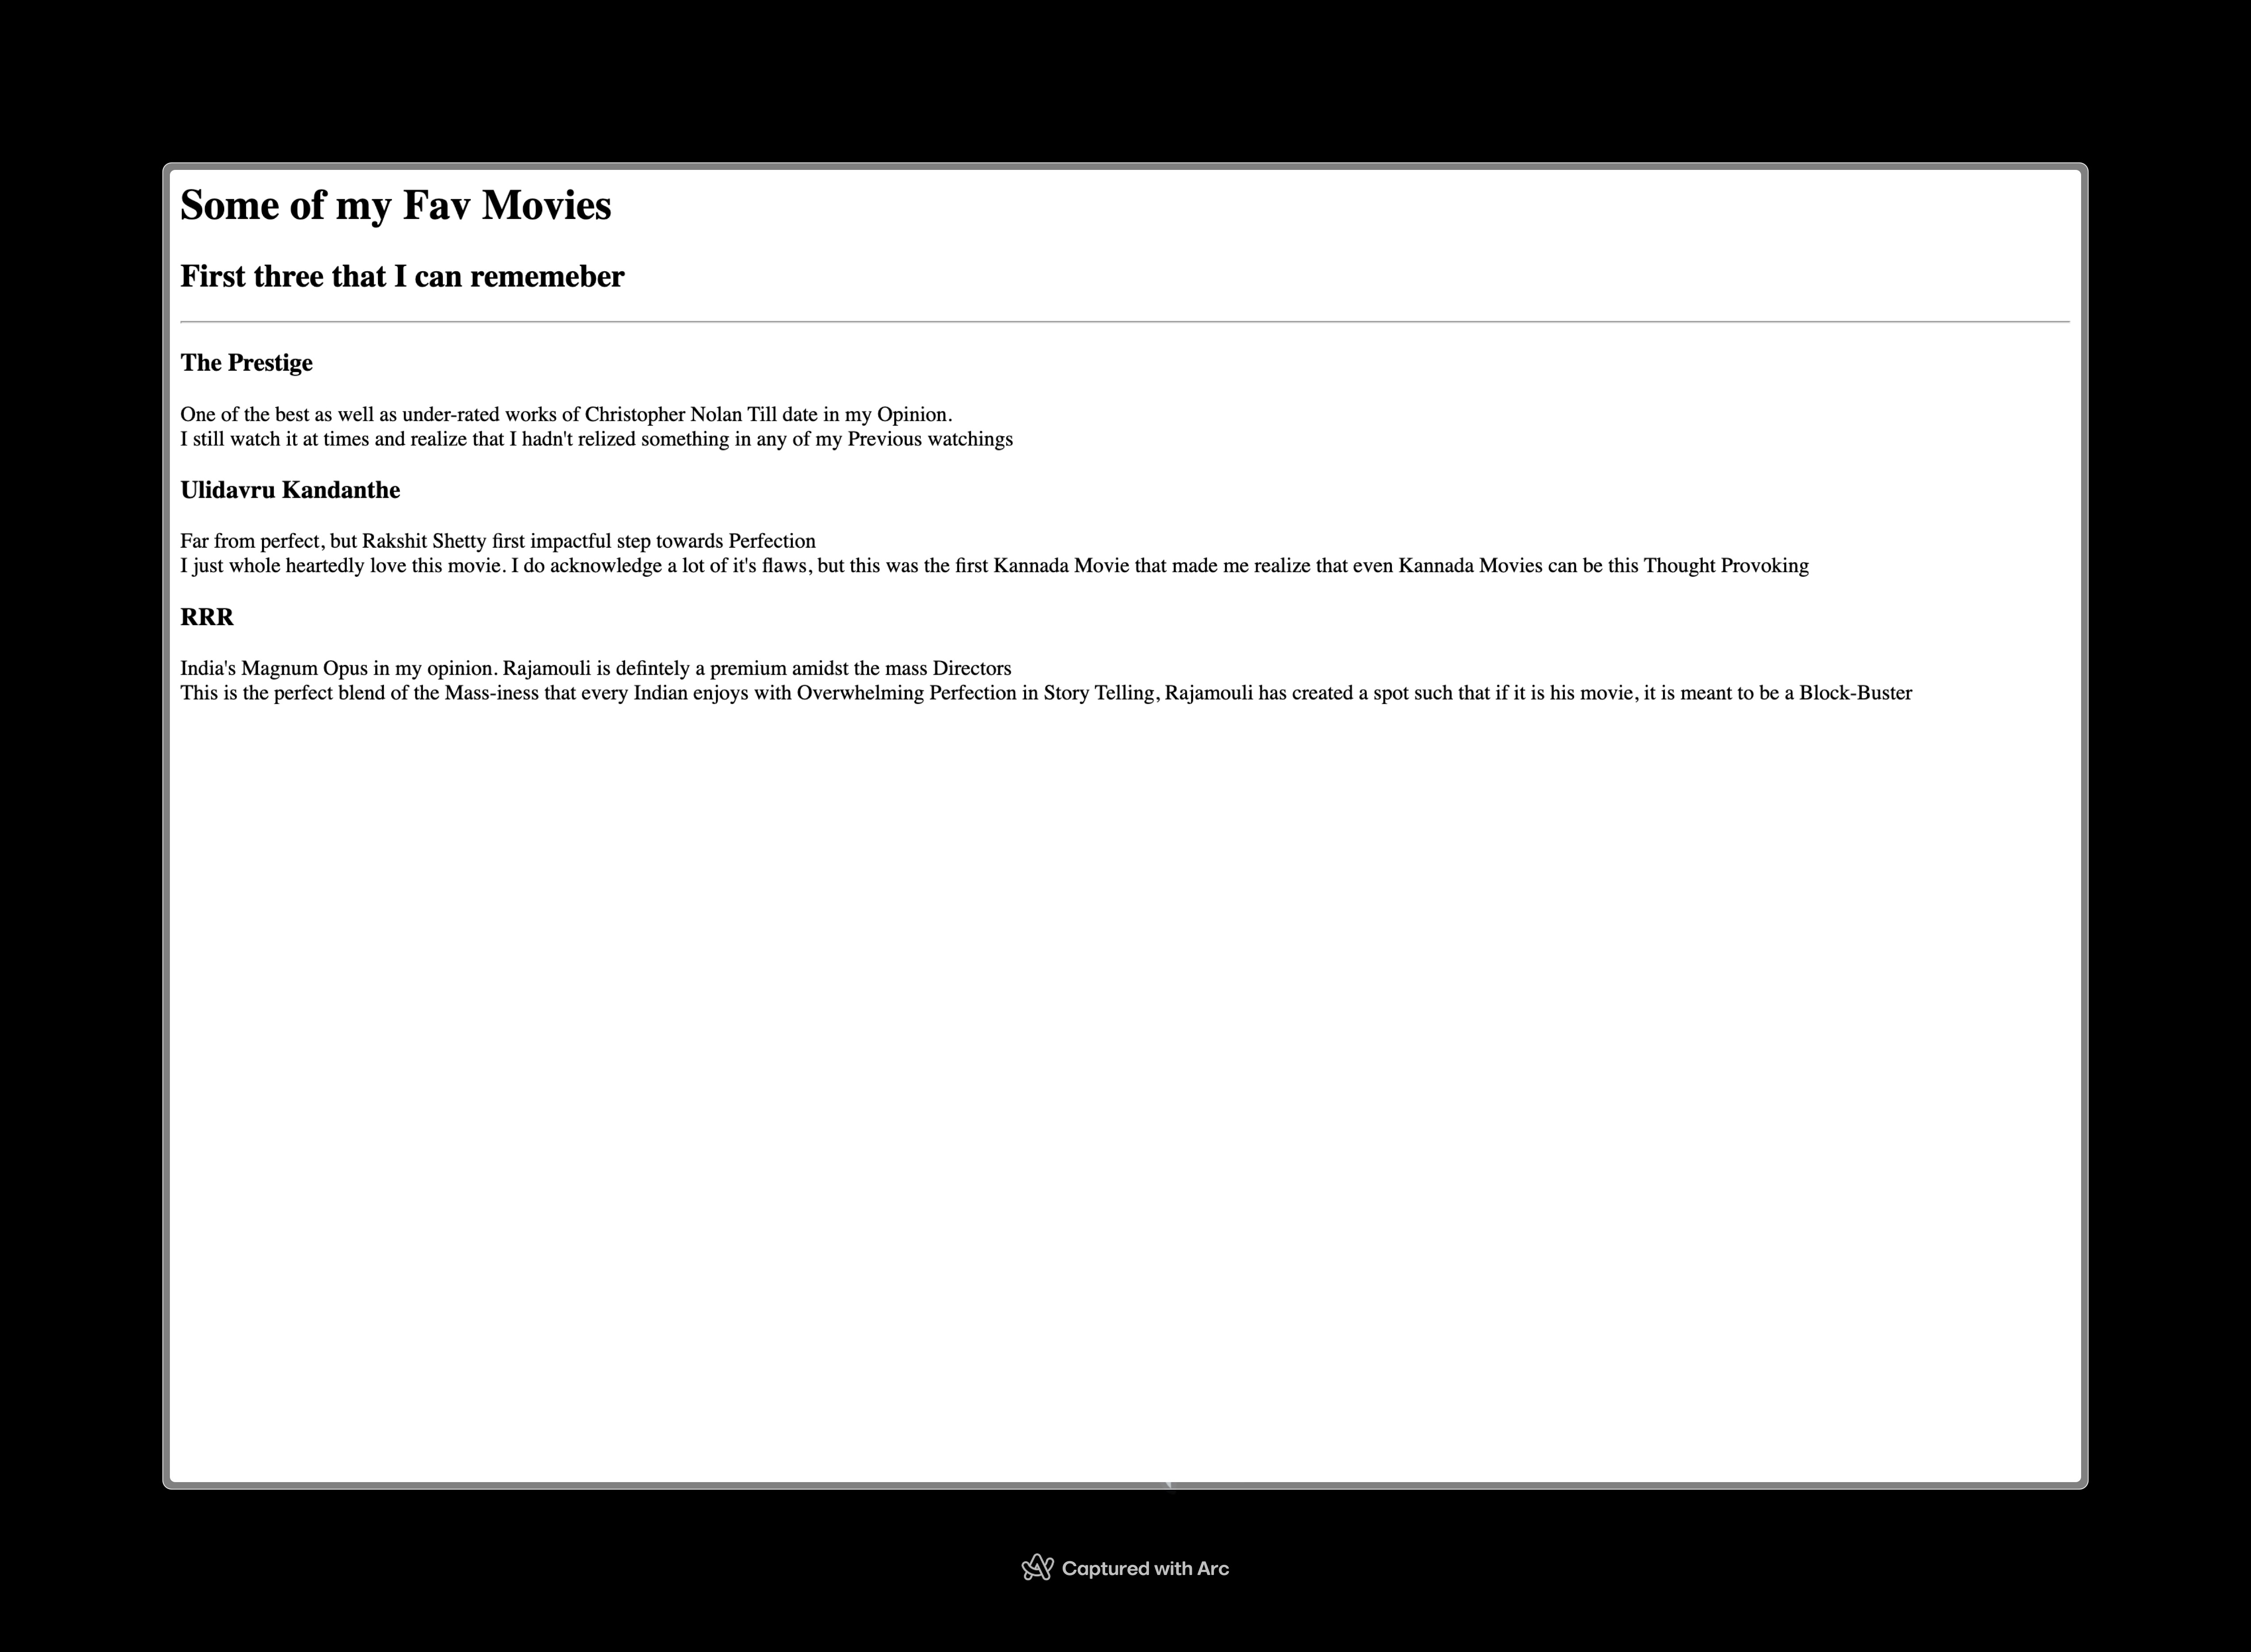 Some of my Fav Movies
First three that I can rememeber
The Prestige
One of the best as well as under-rated works of Christopher Nolan Till date in my Opinion.
I still watch it at times and realize that I hadn't relized something in any of my Previous watchings
Ulidavru Kandanthe
Far from perfect, but Rakshit Shetty first impactful step towards Perfection
I just whole heartedly love this movie. I do acknowledge a lot of it's flaws, but this was the first Kannada Movie that made me realize that even Kannada Movies can be this Thought Provoking
RRR
India's Magnum Opus in my opinion. Rajamouli is defintely a premium amidst the mass Directors
This is the perfect blend of the Mass-iness that every Indian enjoys with Overwhelming Perfection in Story Telling, Rajamouli has created a spot such that if it is his movie, it is meant to be a Block-Buster
Captured with Arc